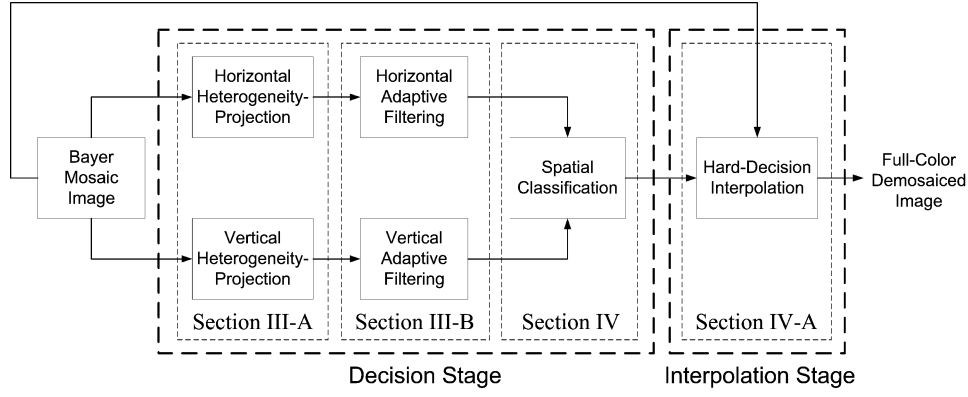 Bayer
Mosaic
Image
Horizontal
Heterogeneity-
Projection
Horizontal
Adaptive
Filtering
Vertical
Heterogeneity-
Projection
Vertical
Adaptive
Filtering
Spatial
Classification
Hard-Decision
Interpolation
Full-Color
Demosaiced
Image
Section III-A
Section III-B
Section IV
Section IV-A
Decision Stage
Interpolation Stage